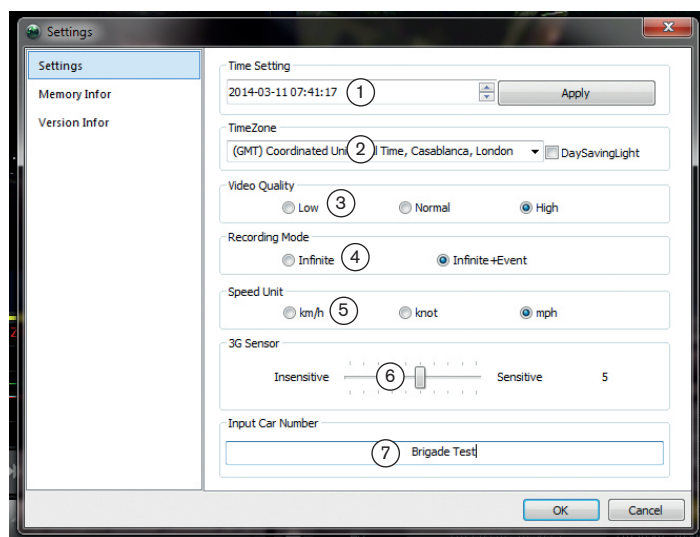 Settings
Settings
Memory Infor
Version Infor
Time Setting
2014-03-11 07:41:17 1 Apply
TimeZone
(GMT) Coordinated Uni 2 l Time, Casablanca, London DaySavingLight
Video Quality
Low 3 Normal High
Recording Mode
Infinite 4 Infinite+Event
Speed Unit
km/h 5 knot mph
3G Sensor
Insensitive 6 Sensitive 5
Input Car Number
7 Brigade Test
OK Cancel